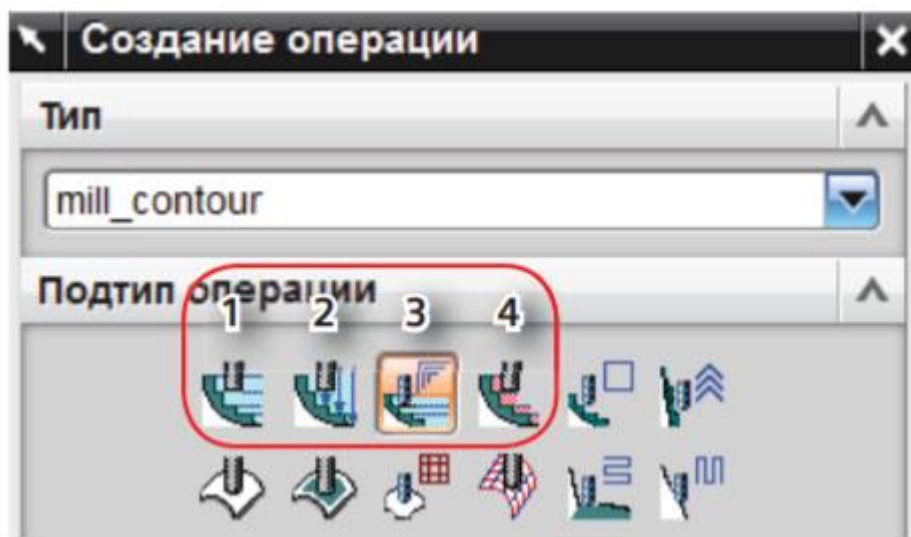 Создание операции
Тип
mill_contour
Подтип операции
1 2 3 4